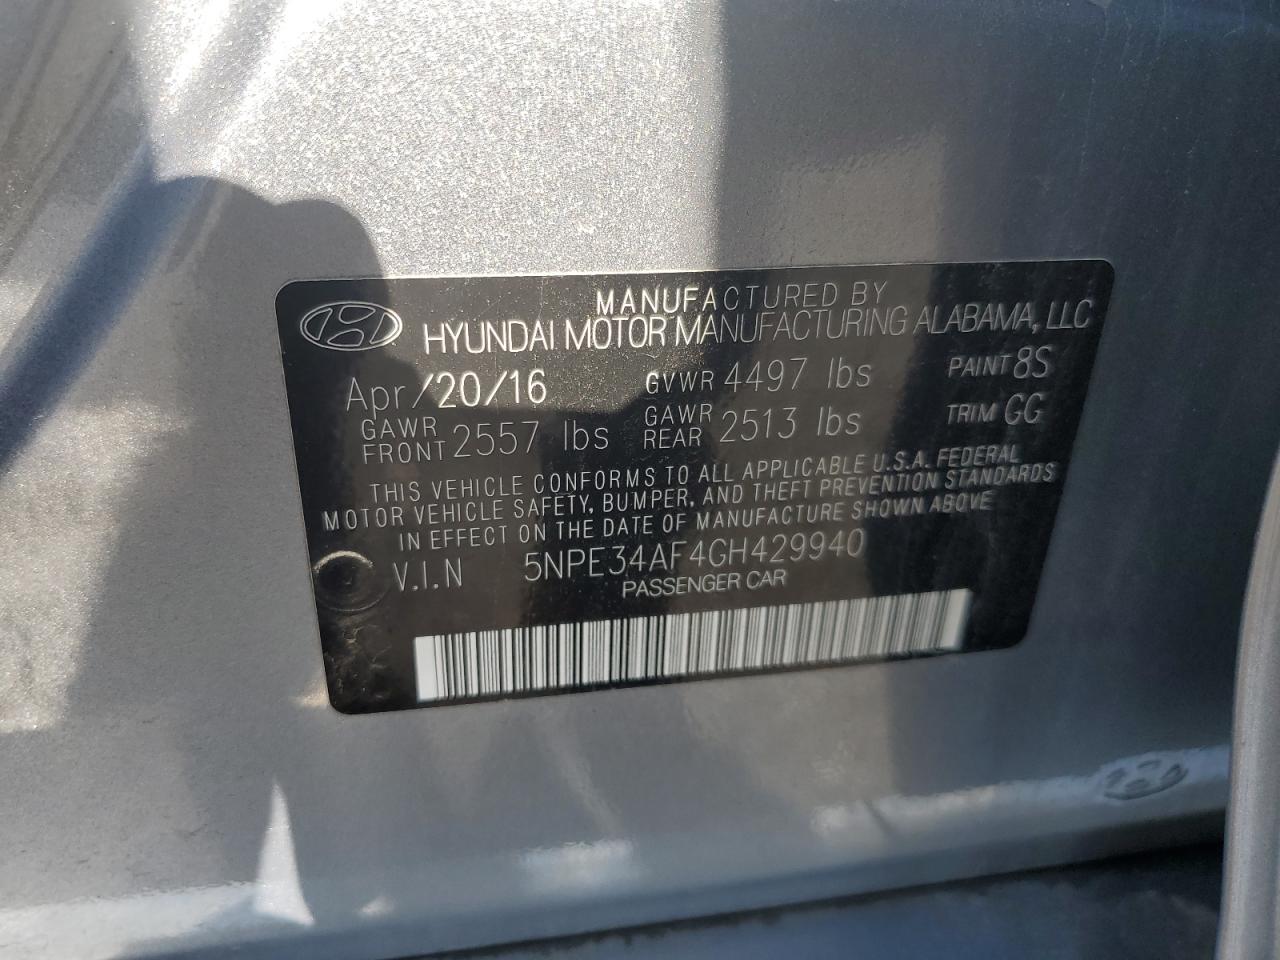 MANUFACTURED BY
HYUNDAI MOTOR MANUFACTURING ALABAMA, LLC
Apr/20/16 GVWR 4497 lbs PAINT 8S
GAWR FRONT 2557 lbs GAWR REAR 2513 lbs TRIM GG
THIS VEHICLE CONFORMS TO ALL APPLICABLE U.S.A. FEDERAL
MOTOR VEHICLE SAFETY, BUMPER, AND THEFT PREVENTION STANDARDS
IN EFFECT ON THE DATE OF MANUFACTURE SHOWN ABOVE
V.I.N 5NPE34AF4GH429940
PASSENGER CAR